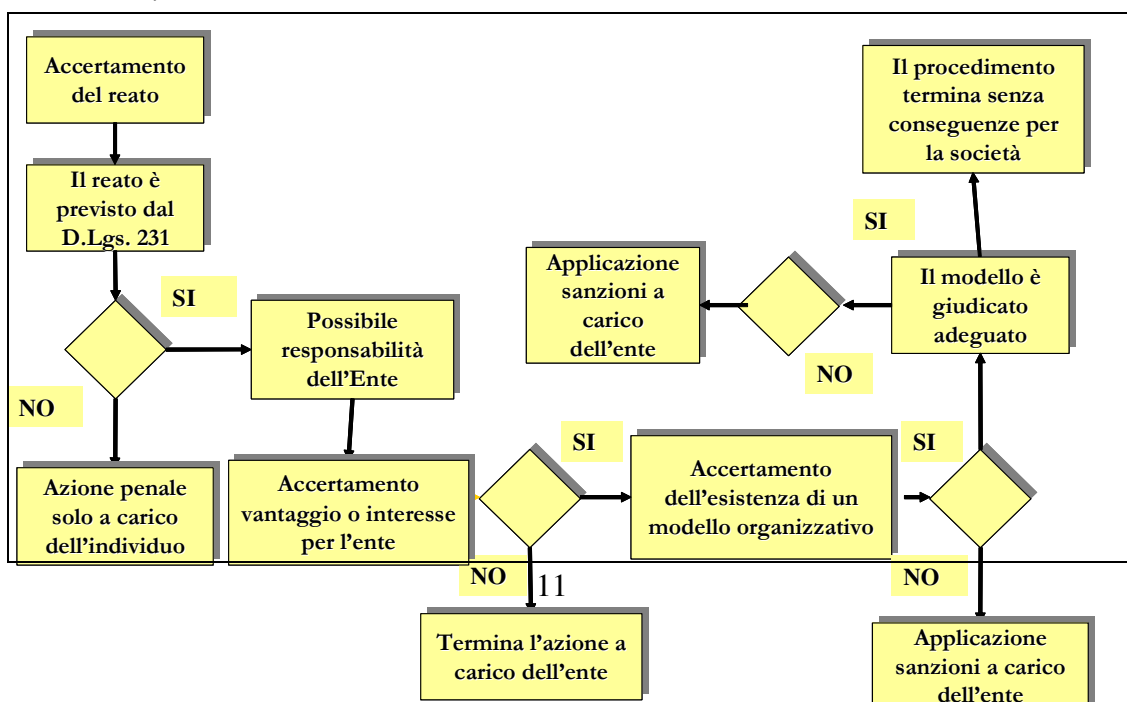 Accertamento
del reato
Il reato è
previsto dal
D.Lgs. 231
SI
NO
Azione penale
solo a carico
dell'individuo
Possibile
responsabilità
dell'Ente
Accertamento
vantaggio o interesse
per l'ente
SI
NO
11
Termina l'azione a
carico dell'ente
Accertamento
dell'esistenza di un
modello organizzativo
SI
NO
Applicazione
sanzioni a carico
dell'ente
Il modello è
giudicato
adeguato
NO
Applicazione
sanzioni a
carico
dell'ente
SI
Il procedimento
termina senza
conseguenze per
la società